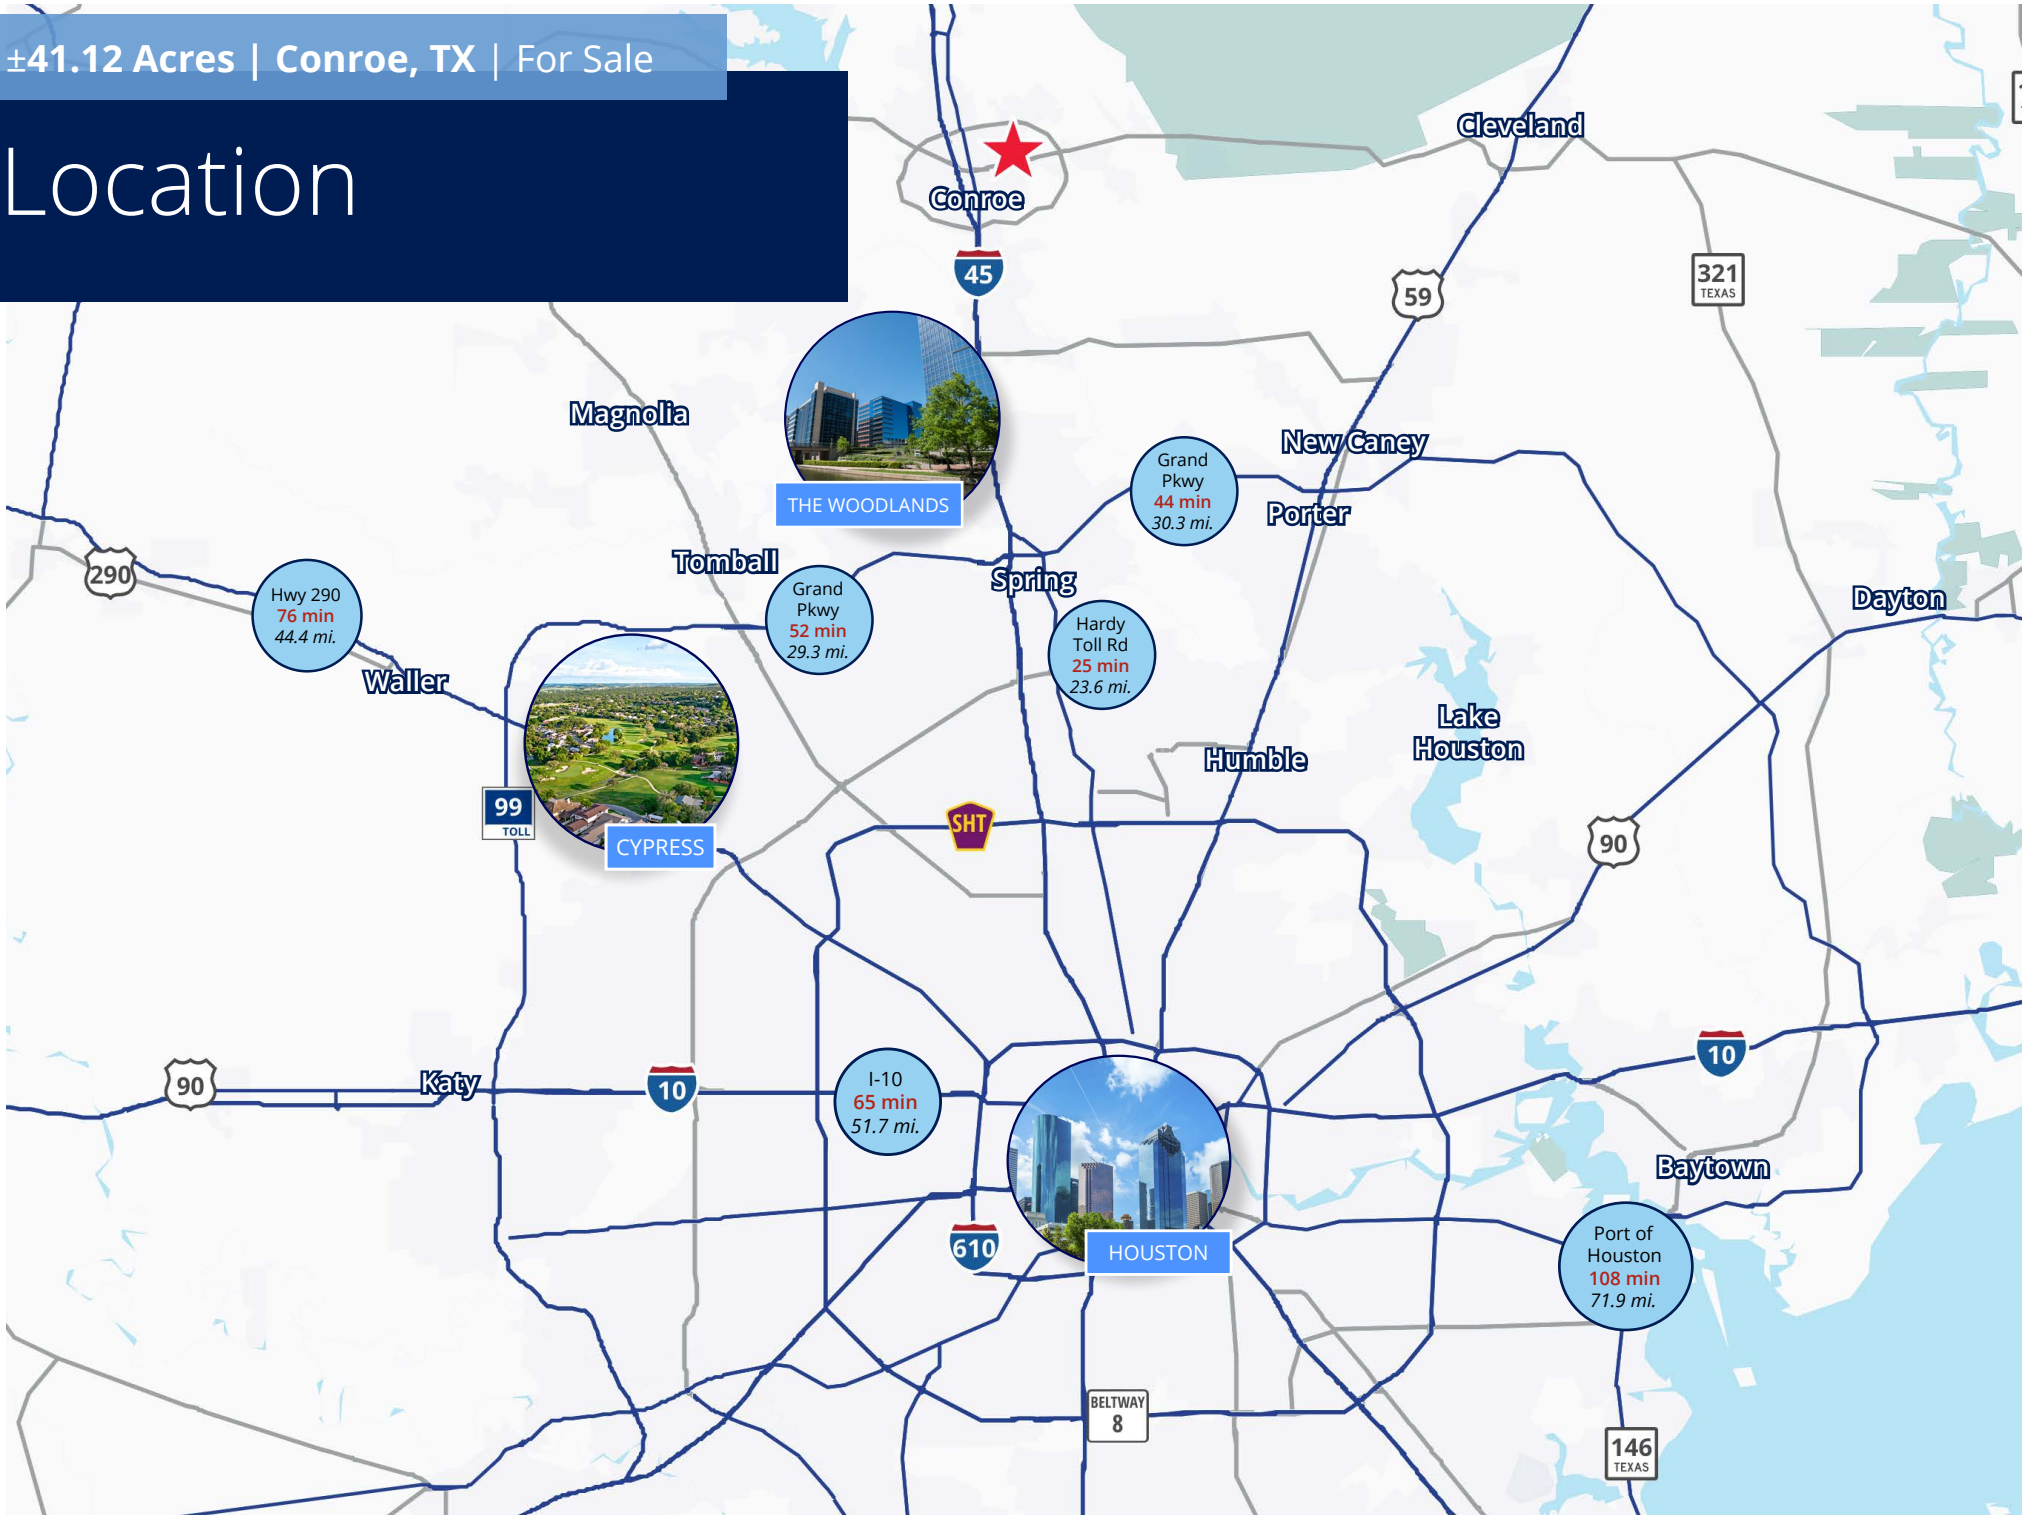 ±41.12 Acres | Conroe, TX | For Sale
Location
Cleveland
Conroe
45
59
321
TEXAS
Magnolia
THE WOODLANDS
New Caney
Grand
Pkwy
44 min
30.3 mi.
Porter
Tomball
Spring
290
Hwy 290
76 min
44.4 mi.
Grand
Pkwy
52 min
29.3 mi.
Hardy
Toll Rd
25 min
23.6 mi.
Dayton
Waller
Lake
Houston
Humble
99
TOLL
SHT
CYPRESS
90
90
Katy
10
I-10
65 min
51.7 mi.
10
Baytown
610
HOUSTON
Port of
Houston
108 min
71.9 mi.
BELTWAY
8
146
TEXAS